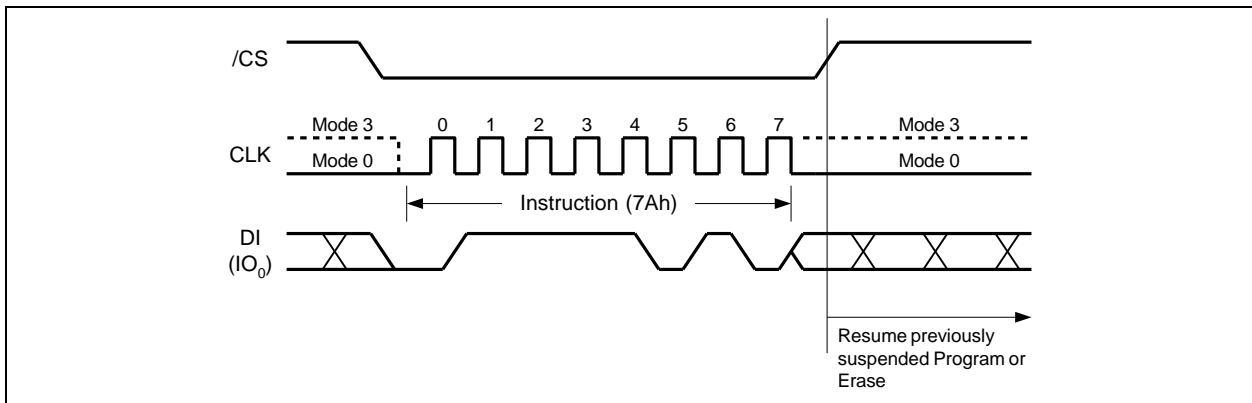 /CS
Mode 3 0 1 2 3 4 5 6 7 Mode 3
CLK Mode 0 Mode 0
Instruction (7Ah)
DI
(IO₀)
Resume previously
suspended Program or
Erase